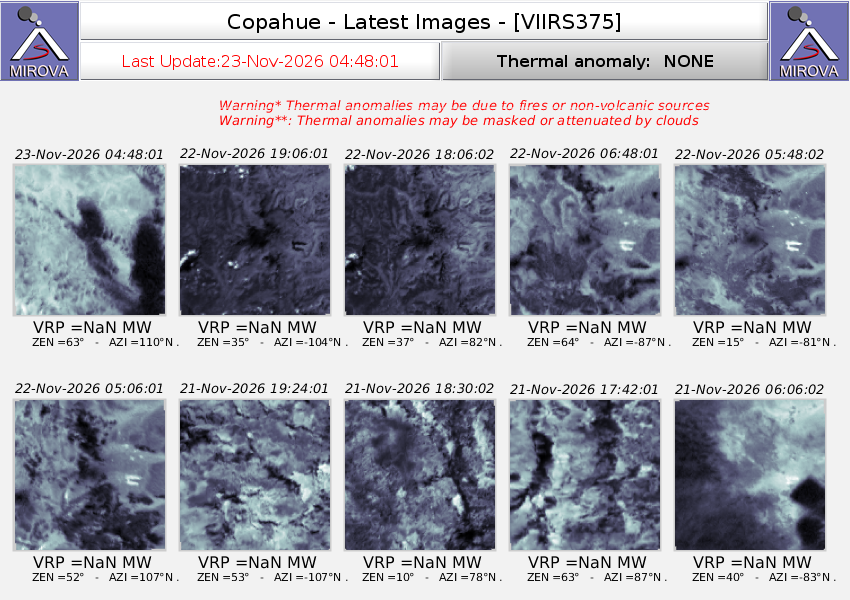 Copahue - Latest Images - [VIIRS375]
MIROVA
MIROVA
Last Update:23-Nov-2026 04:48:01
Thermal anomaly: NONE
Warning* Thermal anomalies may be due to fires or non-volcanic sources
Warning**: Thermal anomalies may be masked or attenuated by clouds
23-Nov-2026 04:48:01
22-Nov-2026 19:06:01
22-Nov-2026 18:06:02
22-Nov-2026 06:48:01
22-Nov-2026 05:48:02
VRP =NaN MW
VRP =NaN MW
VRP =NaN MW
VRP =NaN MW
VRP =NaN MW
ZEN =63° - AZI =110°N .
ZEN =35° - AZI =-104°N .
ZEN =37° - AZI =82°N .
ZEN =64° - AZI =-87°N .
ZEN =15° - AZI =-81°N .
22-Nov-2026 05:06:01
21-Nov-2026 19:24:01
21-Nov-2026 18:30:02
21-Nov-2026 17:42:01
21-Nov-2026 06:06:02
VRP =NaN MW
VRP =NaN MW
VRP =NaN MW
VRP =NaN MW
VRP =NaN MW
ZEN =52° - AZI =107°N .
ZEN =53° - AZI =-107°N .
ZEN =10° - AZI =78°N .
ZEN =63° - AZI =87°N .
ZEN =40° - AZI =-83°N .